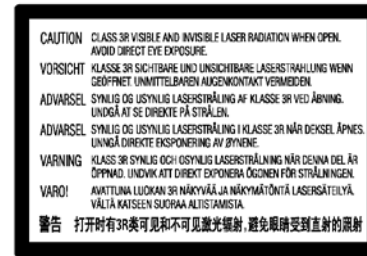 CAUTION CLASS 3R VISIBLE AND INVISIBLE LASER RADIATION WHEN OPEN.
AVOID DIRECT EYE EXPOSURE.
VORSICHT KLASSE 3R SICHTBARE UND UNSICHTBARE LASERSTRAHLUNG WENN
GEÖFFNET. UNMITTELBAREN AUGENKONTAKT VERMEIDEN.
ADVARSEL SYNLIG OG USYNLIG LASERSTRÅLING AF KLASSE 3R VED ÅBNING.
UNDGÅ AT SE DIREKTE PÅ STRÅLEN.
ADVARSEL SYNLIG OG USYNLIG LASERSTRÅLING I KLASSE 3R NÅR DEKSEL ÅPNES.
UNNGÅ DIREKTE EKSPONERING AV ØYNENE.
VARNING KLASS 3R SYNLIG OCH OSYNLIG LASERSTRÅLNING NÄR DENNA DEL ÄR
ÖPPNAD. UNDVIK ATT DIREKT EXPONERA ÖGONEN FÖR STRÅLNINGEN.
VARO! AVATTUNA LUOKAN 3R NÄKYVÄÄ JA NÄKYMÄTÖNTÄ LASERSÄTEILYÄ.
VÄLTÄ KATSEEN SUORAA ALTISTAMISTA.
警告 打开时有3R类可见和不可见激光辐射,避免眼睛受到直射的照射